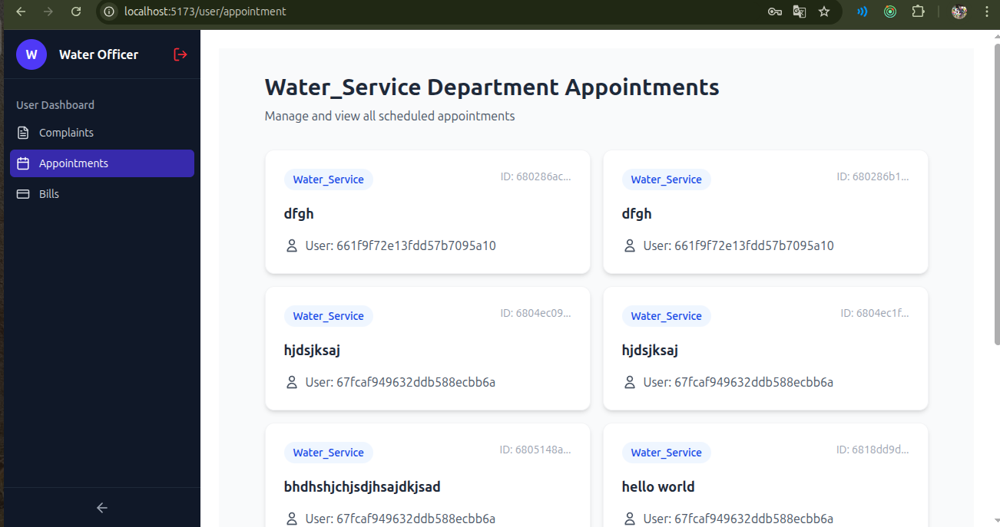 localhost:5173/user/appointment
W
Water Officer
User Dashboard
Complaints
Appointments
Bills
Water_Service Department Appointments
Manage and view all scheduled appointments
Water_Service
ID: 680286ac...
dfgh
User: 661f9f72e13fdd57b7095a10
Water_Service
ID: 680286b1...
dfgh
User: 661f9f72e13fdd57b7095a10
Water_Service
ID: 6804ec09...
hjdsjksaj
User: 67fcaf949632ddb588ecbb6a
Water_Service
ID: 6804ec1f...
hjdsjksaj
User: 67fcaf949632ddb588ecbb6a
Water_Service
ID: 6805148a...
bhdhshjchjsdjhsajdkjsad
User: 67fcaf949632ddb588ecbb6a
Water_Service
ID: 6818dd9d...
hello world
User: 67fcaf949632ddb588ecbb6a